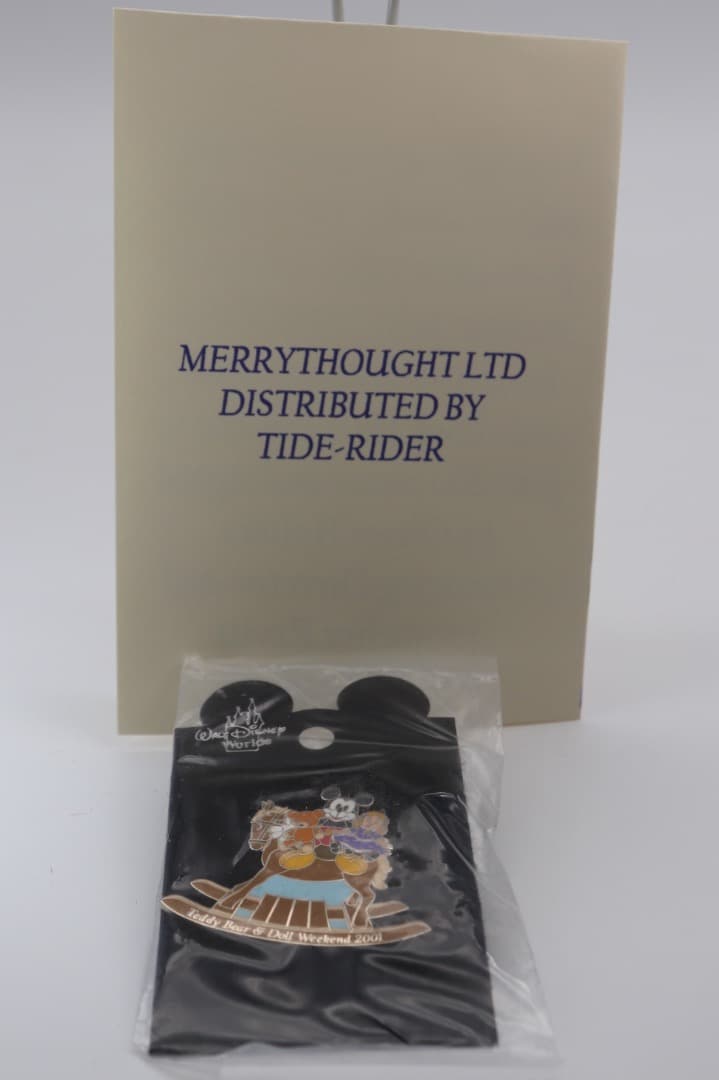 MERRYTHOUGHT LTD
DISTRIBUTED BY
TIDE-RIDER
Walt Disney
World®
Teddy Bear & Doll Weekend 2001